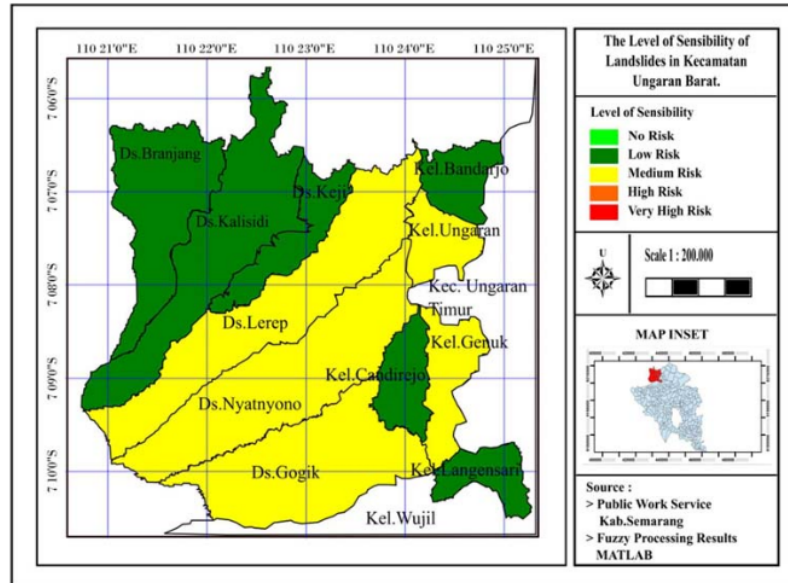 110 21'0"E 110 22'0"E 110 23'0"E 110 24'0"E 110 25'0"E
7 06'0"S
7 07'0"S
7 08'0"S
7 09'0"S
7 10'0"S
Ds.Branjang
Kel.Bandarjo
Ds.Keji
Ds.Kalisidi
Kel.Ungaran
Kec. Ungaran
Timur
Ds.Lerep
Kel.Genuk
Kel.Candirejo
Ds.Nyatnyono
Ds.Gogik
Kel.Langensari
Kel.Wujil
The Level of Sensibility of
Landslides in Kecamatan
Ungaran Barat.
Level of Sensibility
No Risk
Low Risk
Medium Risk
High Risk
Very High Risk
U
Scale 1 : 200.000
MAP INSET
Source :
> Public Work Service
Kab.Semarang
> Fuzzy Processing Results
MATLAB